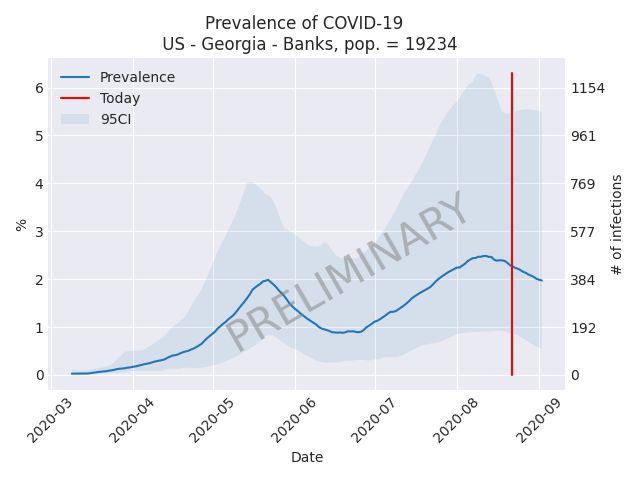 Prevalence of COVID-19
US - Georgia - Banks, pop. = 19234
Prevalence
Today
95CI
PRELIMINARY
6
5
4
3
2
1
0
%
1154
961
769
577
384
192
0
# of infections
2020-03
2020-04
2020-05
2020-06
2020-07
2020-08
2020-09
Date